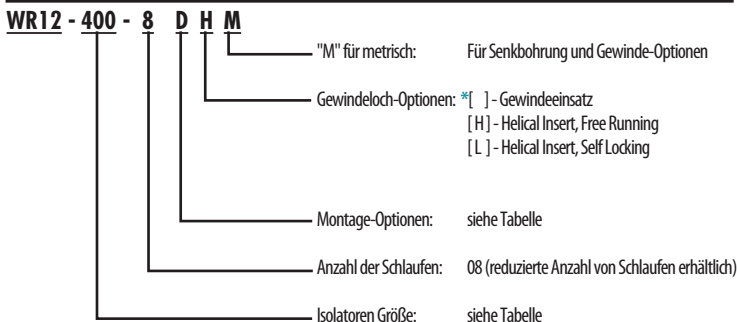 WR12 - 400 - 8 D H M
"M" für metrisch: Für Senkbohrung und Gewinde-Optionen
Gewindeloch-Optionen: *[ ] - Gewindeeinsatz
[ H ] - Helical Insert, Free Running
[ L ] - Helical Insert, Self Locking
Montage-Optionen: siehe Tabelle
Anzahl der Schlaufen: 08 (reduzierte Anzahl von Schlaufen erhältlich)
Isolatoren Größe: siehe Tabelle